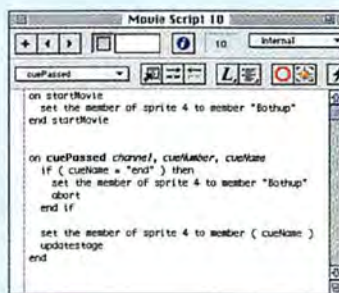 Movie Script 10
10
Internal
cuePassed
L
on startMovie
set the member of sprite 4 to member "Bothup"
end startMovie
on cuePassed channel, cueNumber, cueName
if ( cueName = "end" ) then
set the member of sprite 4 to member "Bothup"
abort
end if
set the member of sprite 4 to member ( cueName )
updatestage
end